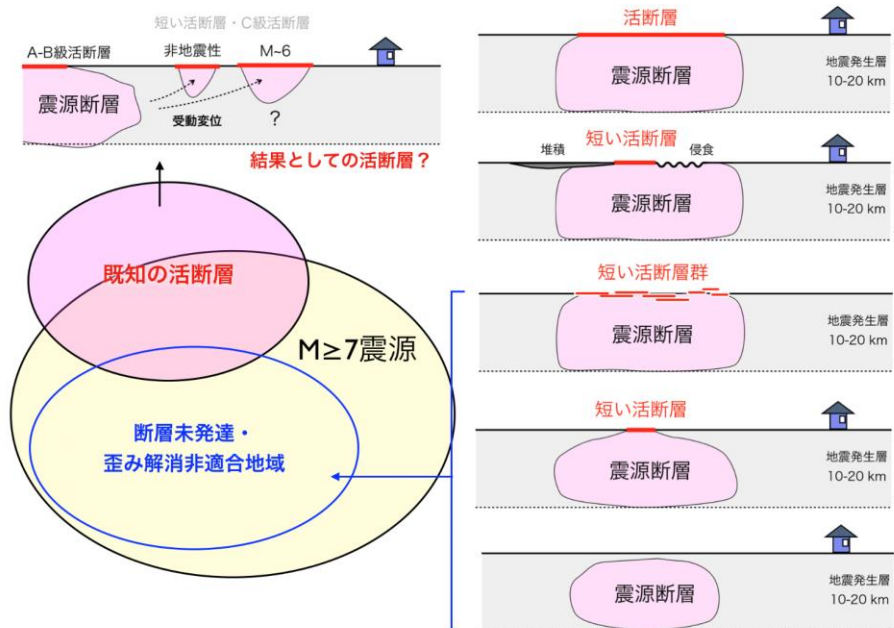 短い活断層・C級活断層
A-B級活断層
非地震性
M~6
震源断層
受動変位
?
結果としての活断層？
既知の活断層
M≥7震源
断層未発達・
歪み解消非適合地域
活断層
震源断層
地震発生層
10-20 km
短い活断層
堆積
侵食
震源断層
地震発生層
10-20 km
短い活断層群
震源断層
地震発生層
10-20 km
短い活断層
震源断層
地震発生層
10-20 km
震源断層
地震発生層
10-20 km